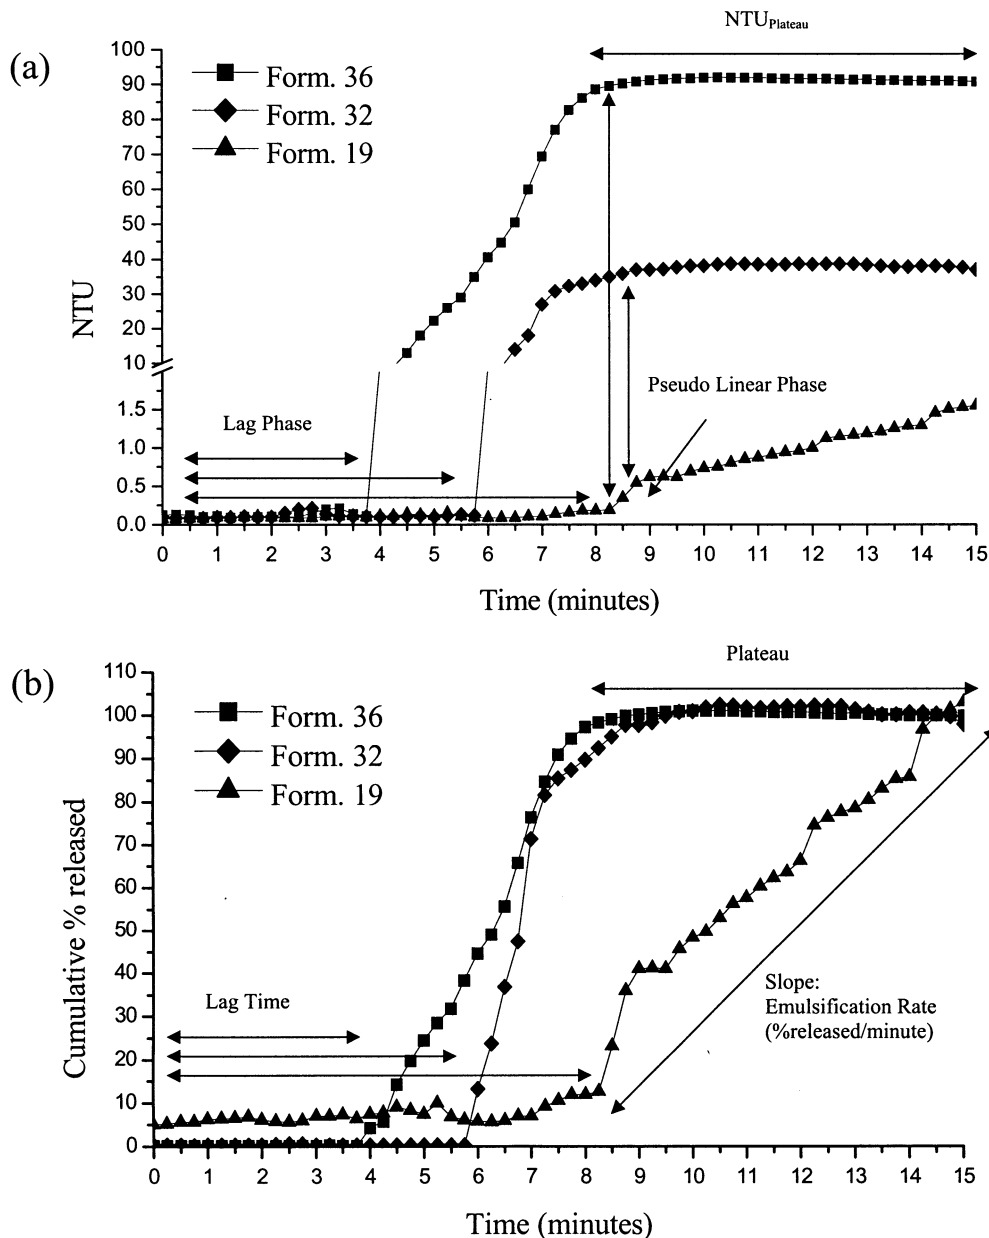 (a)
NTUPlateau
Form. 36
Form. 32
Form. 19
100
90
80
70
60
50
40
30
20
10
1.5
1.0
0.5
0.0
NTU
Lag Phase
Pseudo Linear Phase
0 1 2 3 4 5 6 7 8 9 10 11 12 13 14 15
Time (minutes)
(b)
Plateau
Form. 36
Form. 32
Form. 19
110
100
90
80
70
60
50
40
30
20
10
0
Cumulative % released
Lag Time
Slope:
Emulsification Rate
(%released/minute)
0 1 2 3 4 5 6 7 8 9 10 11 12 13 14 15
Time (minutes)